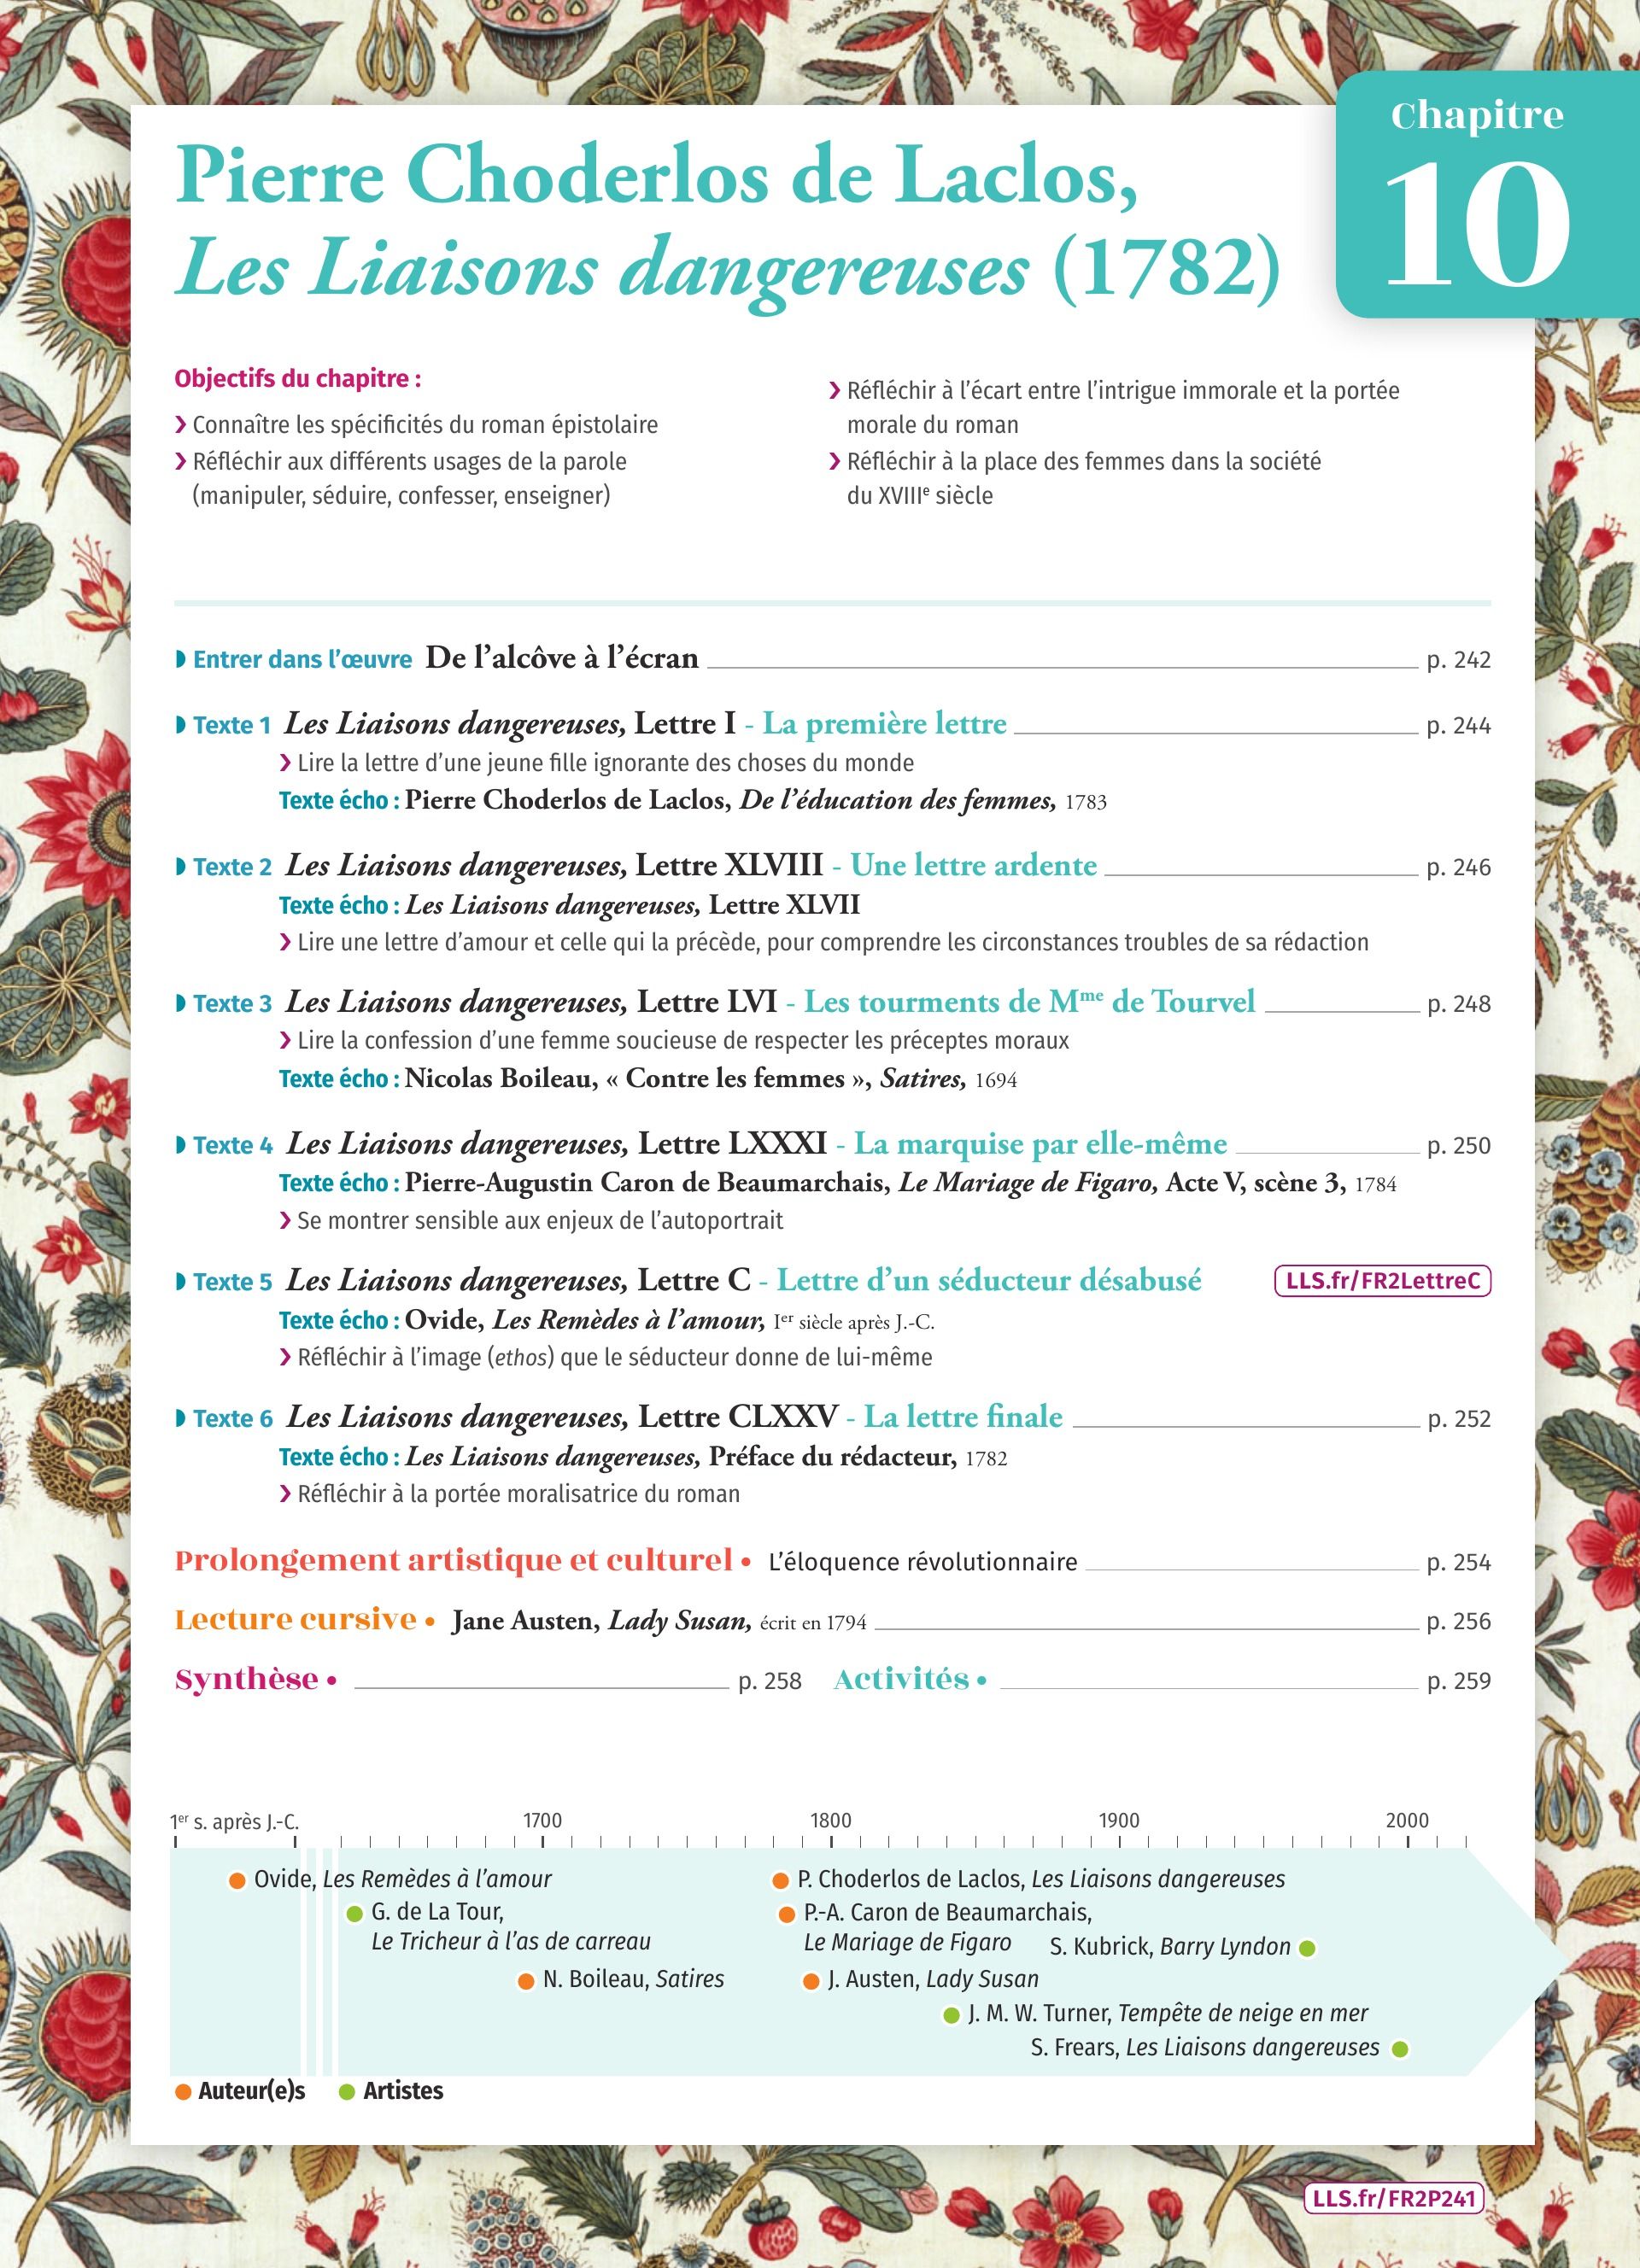 Chapitre
10
Pierre Choderlos de Laclos,
Les Liaisons dangereuses (1782)
Objectifs du chapitre :
❯ Connaître les spécificités du roman épistolaire
❯ Réfléchir aux différents usages de la parole
(manipuler, séduire, confesser, enseigner)
❯ Réfléchir à l’écart entre l’intrigue immorale et la portée
morale du roman
❯ Réfléchir à la place des femmes dans la société
du XVIIIe siècle
Entrer dans l’œuvre De l’alcôve à l’écran p. 242
Texte 1 Les Liaisons dangereuses, Lettre I - La première lettre p. 244
❯ Lire la lettre d’une jeune fille ignorante des choses du monde
Texte écho : Pierre Choderlos de Laclos, De l’éducation des femmes, 1783
Texte 2 Les Liaisons dangereuses, Lettre XLVIII - Une lettre ardente p. 246
Texte écho : Les Liaisons dangereuses, Lettre XLVII
❯ Lire une lettre d’amour et celle qui la précède, pour comprendre les circonstances troubles de sa rédaction
Texte 3 Les Liaisons dangereuses, Lettre LVI - Les tourments de Mme de Tourvel p. 248
❯ Lire la confession d’une femme soucieuse de respecter les préceptes moraux
Texte écho : Nicolas Boileau, « Contre les femmes », Satires, 1694
Texte 4 Les Liaisons dangereuses, Lettre LXXXI - La marquise par elle-même p. 250
Texte écho : Pierre-Augustin Caron de Beaumarchais, Le Mariage de Figaro, Acte V, scène 3, 1784
❯ Se montrer sensible aux enjeux de l’autoportrait
Texte 5 Les Liaisons dangereuses, Lettre C - Lettre d’un séducteur désabusé LLS.fr/FR2LettreC
Texte écho : Ovide, Les Remèdes à l’amour, Ier siècle après J.-C.
❯ Réfléchir à l’image (ethos) que le séducteur donne de lui-même
Texte 6 Les Liaisons dangereuses, Lettre CLXXV - La lettre finale p. 252
Texte écho : Les Liaisons dangereuses, Préface du rédacteur, 1782
❯ Réfléchir à la portée moralisatrice du roman
Prolongement artistique et culturel • L’éloquence révolutionnaire p. 254
Lecture cursive • Jane Austen, Lady Susan, écrit en 1794 p. 256
Synthèse • p. 258 Activités • p. 259
1er s. après J.-C. 1700 1800 1900 2000
Ovide, Les Remèdes à l’amour
P. Choderlos de Laclos, Les Liaisons dangereuses
G. de La Tour,
Le Tricheur à l’as de carreau
P.-A. Caron de Beaumarchais,
Le Mariage de Figaro
S. Kubrick, Barry Lyndon
N. Boileau, Satires
J. Austen, Lady Susan
J. M. W. Turner, Tempête de neige en mer
S. Frears, Les Liaisons dangereuses
Auteur(e)s Artistes
LLS.fr/FR2P241